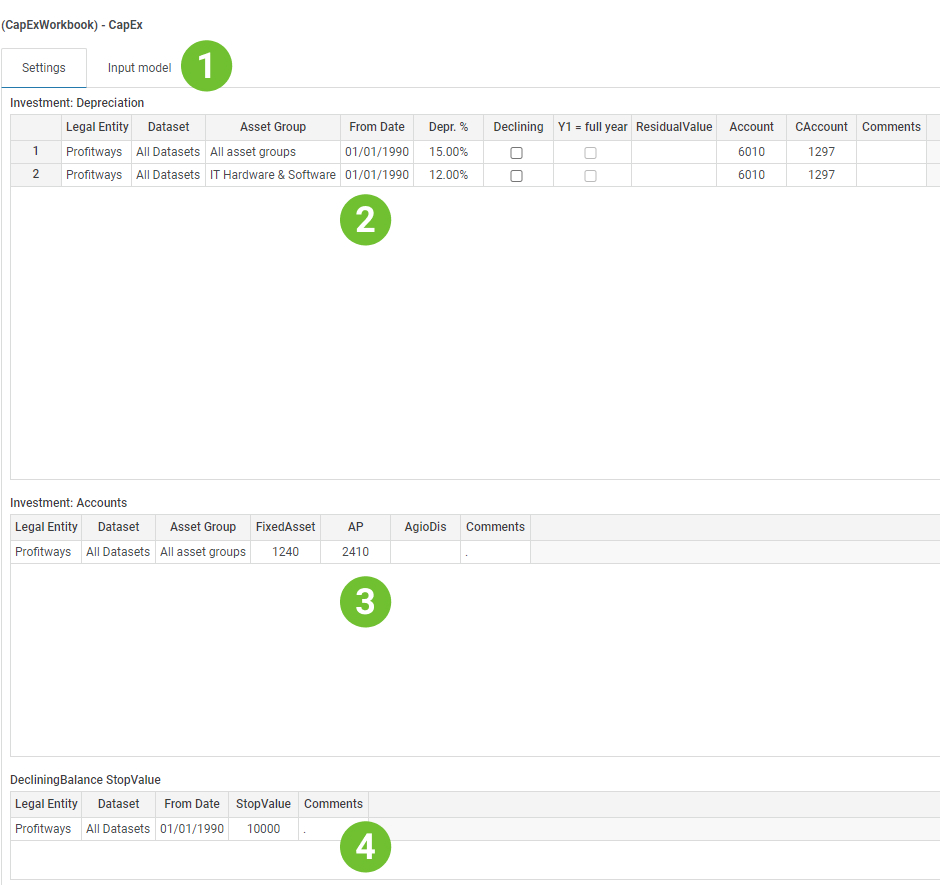 (CapExWorkbook) - CapEx
Settings Input model 1
Investment: Depreciation
Legal Entity Dataset Asset Group From Date Depr. % Declining Y1 = full year ResidualValue Account CAccount Comments
1 Profitways All Datasets All asset groups 01/01/1990 15.00% 6010 1297
2 Profitways All Datasets IT Hardware & Software 01/01/1990 12.00% 6010 1297
2
Investment: Accounts
Legal Entity Dataset Asset Group FixedAsset AP AgioDis Comments
Profitways All Datasets All asset groups 1240 2410 .
3
DecliningBalance StopValue
Legal Entity Dataset From Date StopValue Comments
Profitways All Datasets 01/01/1990 10000 .
4